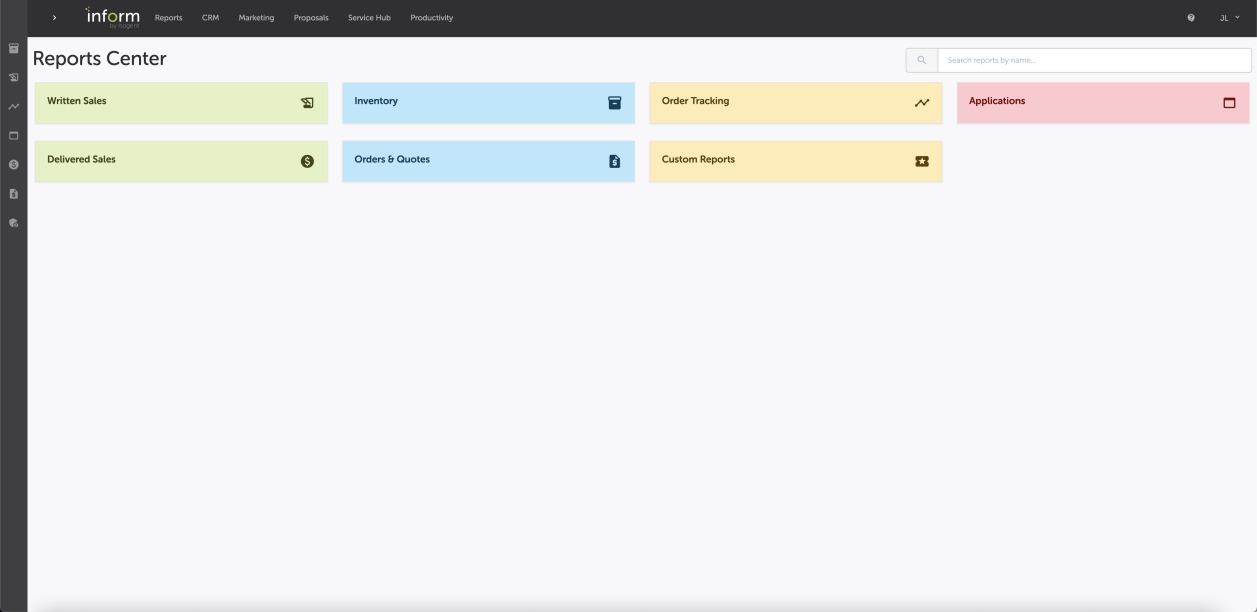 inform
by nogent
Reports
CRM
Marketing
Proposals
Service Hub
Productivity
JL
Reports Center
Search reports by name...
Written Sales
Inventory
Order Tracking
Applications
Delivered Sales
Orders & Quotes
Custom Reports